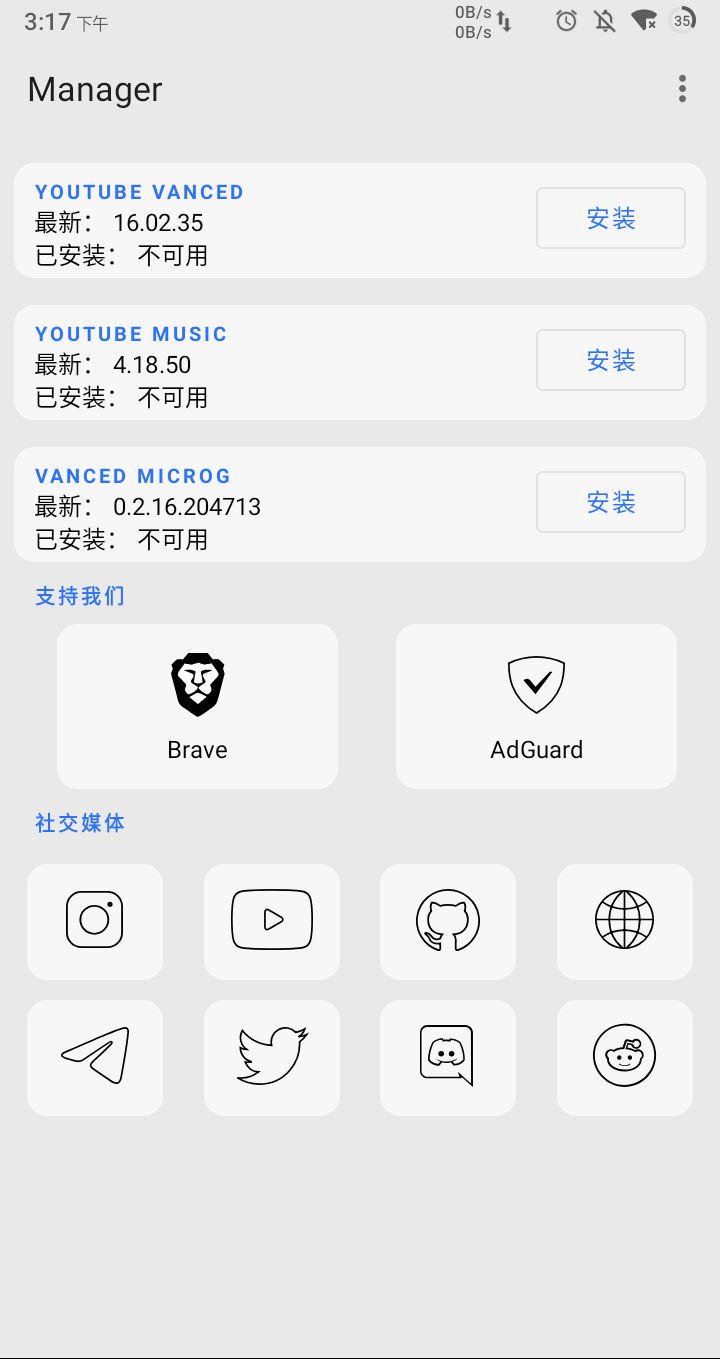 3:17 下午
0B/s
0B/s
35
Manager
YOUTUBE VANCED
最新： 16.02.35
已安装： 不可用
安装
YOUTUBE MUSIC
最新： 4.18.50
已安装： 不可用
安装
VANCED MICROG
最新： 0.2.16.204713
已安装： 不可用
安装
支持我们
Brave
AdGuard
社交媒体